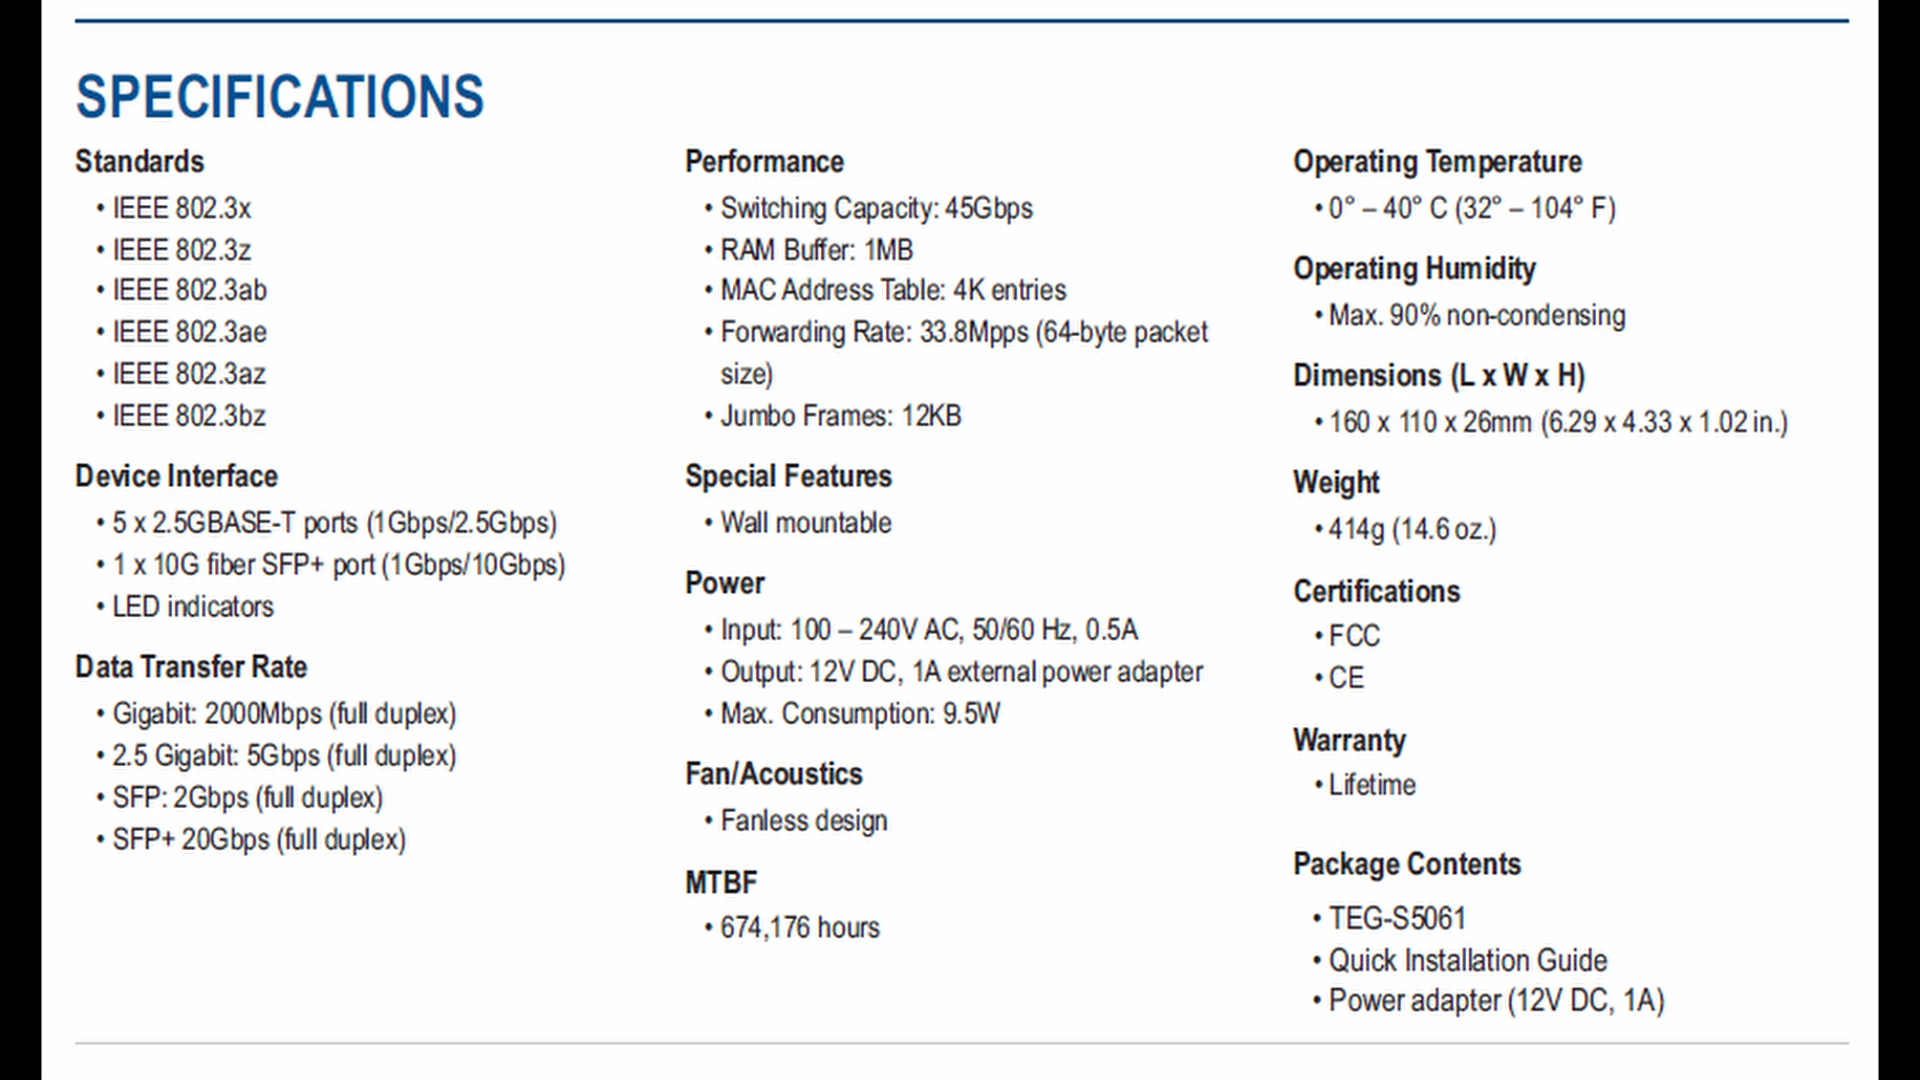 SPECIFICATIONS
Standards
• IEEE 802.3x
• IEEE 802.3z
• IEEE 802.3ab
• IEEE 802.3ae
• IEEE 802.3az
• IEEE 802.3bz
Device Interface
• 5 x 2.5GBASE-T ports (1Gbps/2.5Gbps)
• 1 x 10G fiber SFP+ port (1Gbps/10Gbps)
• LED indicators
Data Transfer Rate
• Gigabit: 2000Mbps (full duplex)
• 2.5 Gigabit: 5Gbps (full duplex)
• SFP: 2Gbps (full duplex)
• SFP+ 20Gbps (full duplex)
Performance
• Switching Capacity: 45Gbps
• RAM Buffer: 1MB
• MAC Address Table: 4K entries
• Forwarding Rate: 33.8Mpps (64-byte packet
size)
• Jumbo Frames: 12KB
Special Features
• Wall mountable
Power
• Input: 100 – 240V AC, 50/60 Hz, 0.5A
• Output: 12V DC, 1A external power adapter
• Max. Consumption: 9.5W
Fan/Acoustics
• Fanless design
MTBF
• 674,176 hours
Operating Temperature
• 0° – 40° C (32° – 104° F)
Operating Humidity
• Max. 90% non-condensing
Dimensions (L x W x H)
• 160 x 110 x 26mm (6.29 x 4.33 x 1.02 in.)
Weight
• 414g (14.6 oz.)
Certifications
• FCC
• CE
Warranty
• Lifetime
Package Contents
• TEG-S5061
• Quick Installation Guide
• Power adapter (12V DC, 1A)